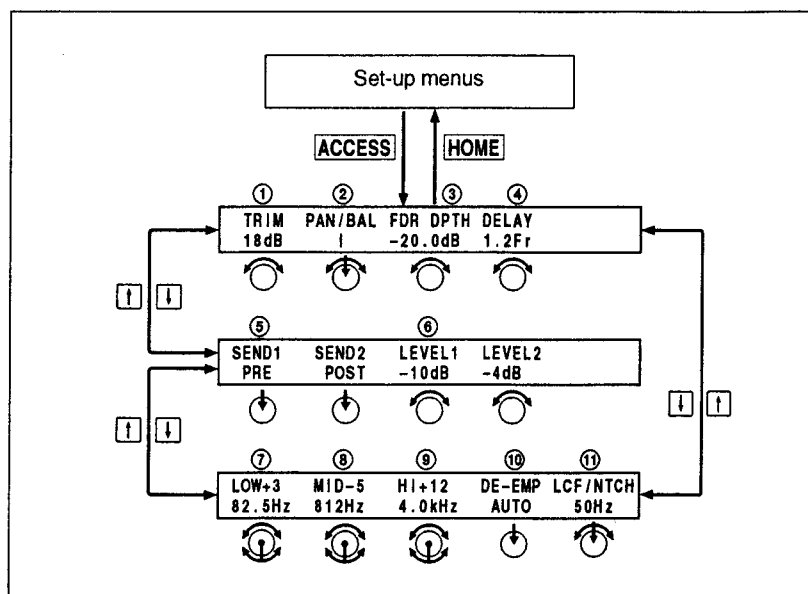 Set-up menus
ACCESS HOME
① ② ③ ④
TRIM PAN/BAL FDR DPTH DELAY
18dB | -20.0dB 1.2Fr
↑ ↓
⑤ ⑥
SEND1 SEND2 LEVEL1 LEVEL2
PRE POST -10dB -4dB
↑ ↓ ↓ ↑
⑦ ⑧ ⑨ ⑩ ⑪
LOW+3 MID-5 HI+12 DE-EMP LCF/NTCH
82.5Hz 812Hz 4.0kHz AUTO 50Hz